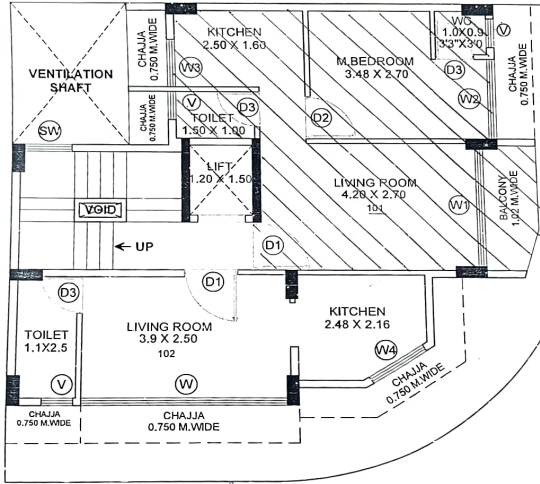 KITCHEN
2.50 X 1.60
CHAJJA
0.750 M.WIDE
W3
M.BEDROOM
3.48 X 2.70
WC
1.0X0.9
3'3"X3'0
V
D3
W2
CHAJJA
0.750 M.WIDE
VENTILATION
SHAFT
SW
CHAJJA
0.750 M.WIDE
V
D3
TOILET
1.50 X 1.00
D2
LIFT
1.20 X 1.50
LIVING ROOM
4.20 X 2.70
101
W1
BALCONY
1.02 M.WIDE
VOID
UP
D1
D3
D1
TOILET
1.1X2.5
V
LIVING ROOM
3.9 X 2.50
102
W
KITCHEN
2.48 X 2.16
W4
CHAJJA
0.750 M.WIDE
CHAJJA
0.750 M.WIDE
CHAJJA
0.750 M.WIDE